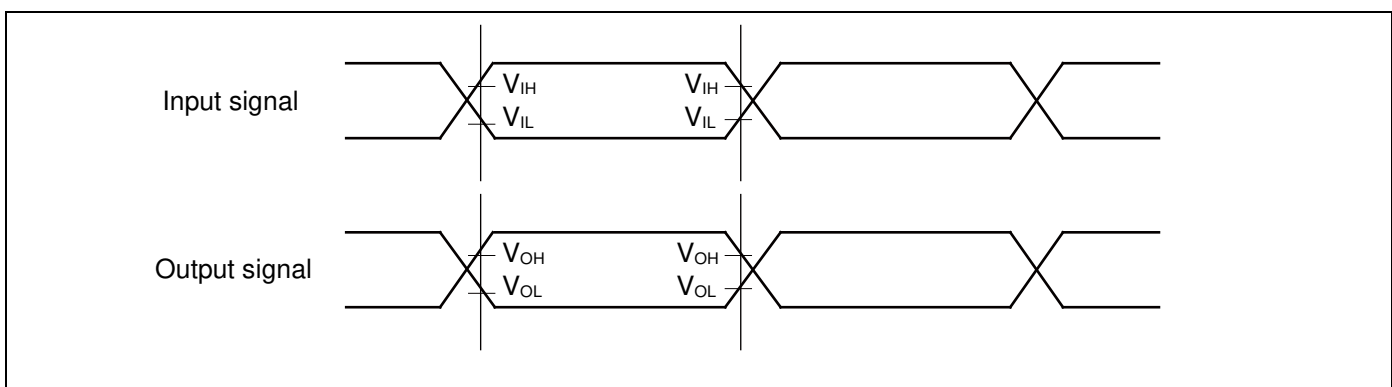 Input signal
VIH
VIH
VIL
VIL
Output signal
VOH
VOH
VOL
VOL